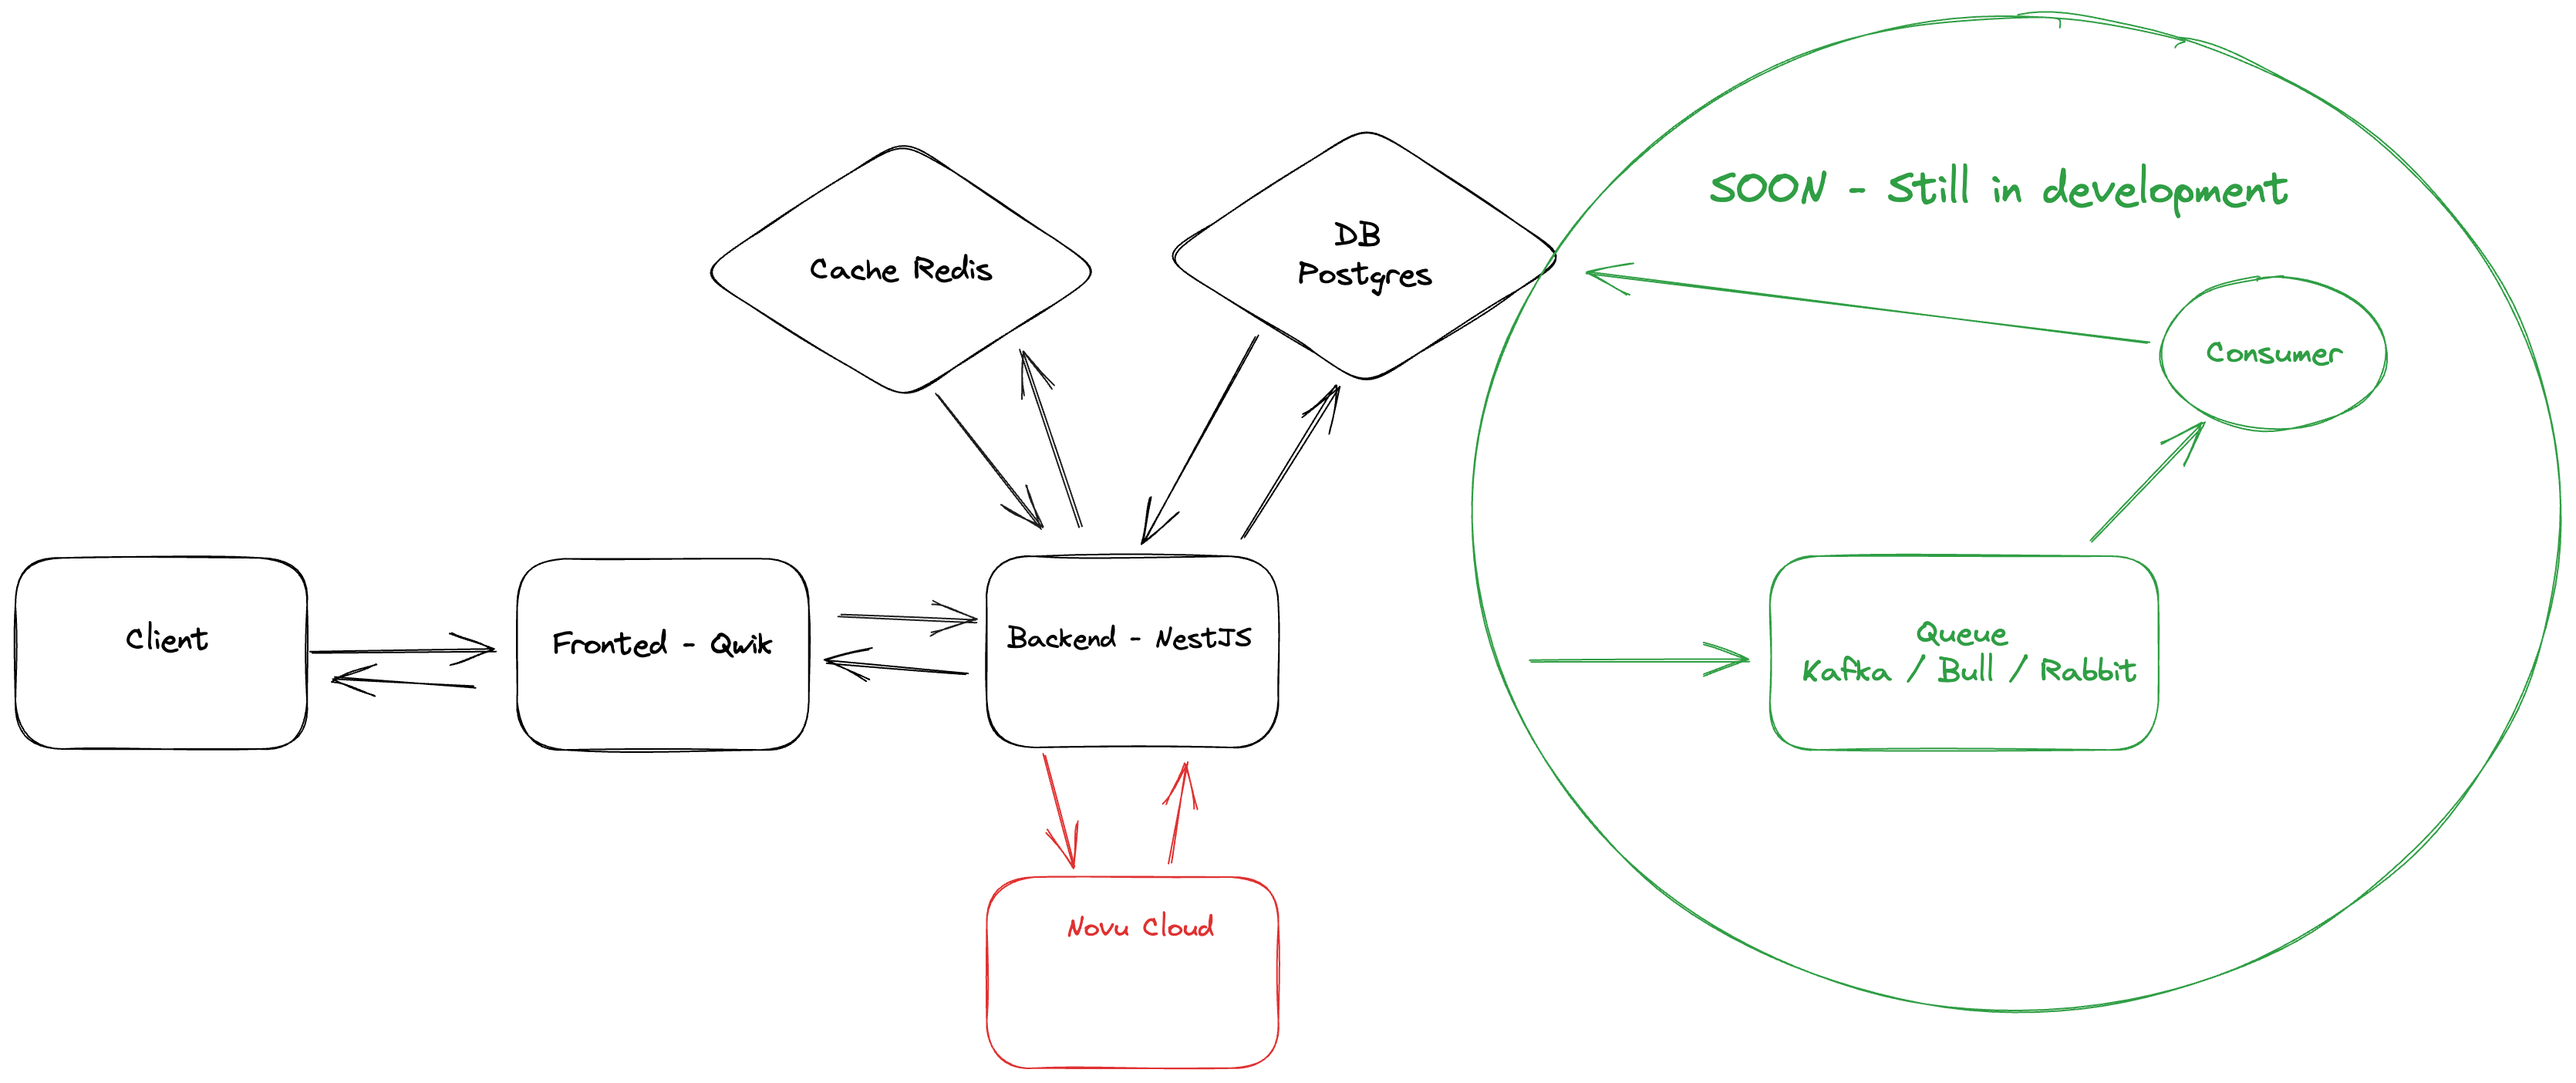 SOON - Still in development
Cache Redis
DB
Postgres
Consumer
Client
Fronted - Qwik
Backend - NestJS
Queue
Kafka / Bull / Rabbit
Novu Cloud